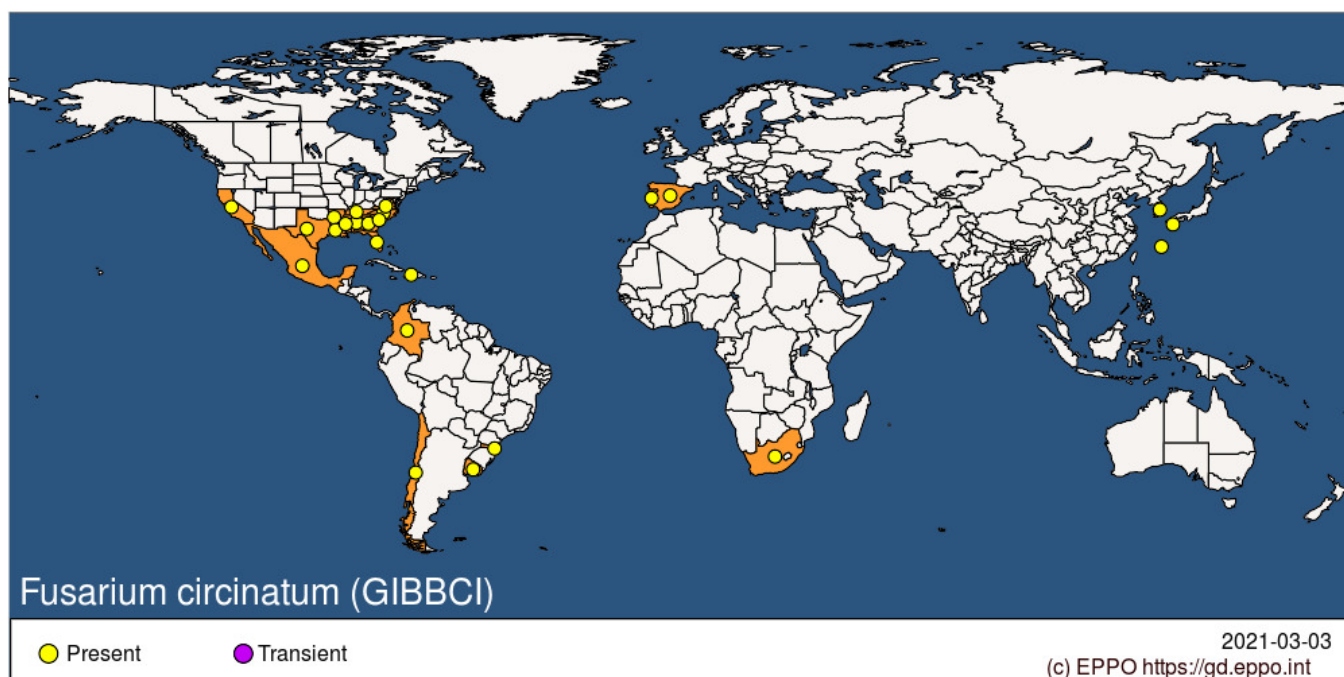 Fusarium circinatum (GIBBCI)
Present
Transient
2021-03-03
(c) EPPO https://gd.eppo.int